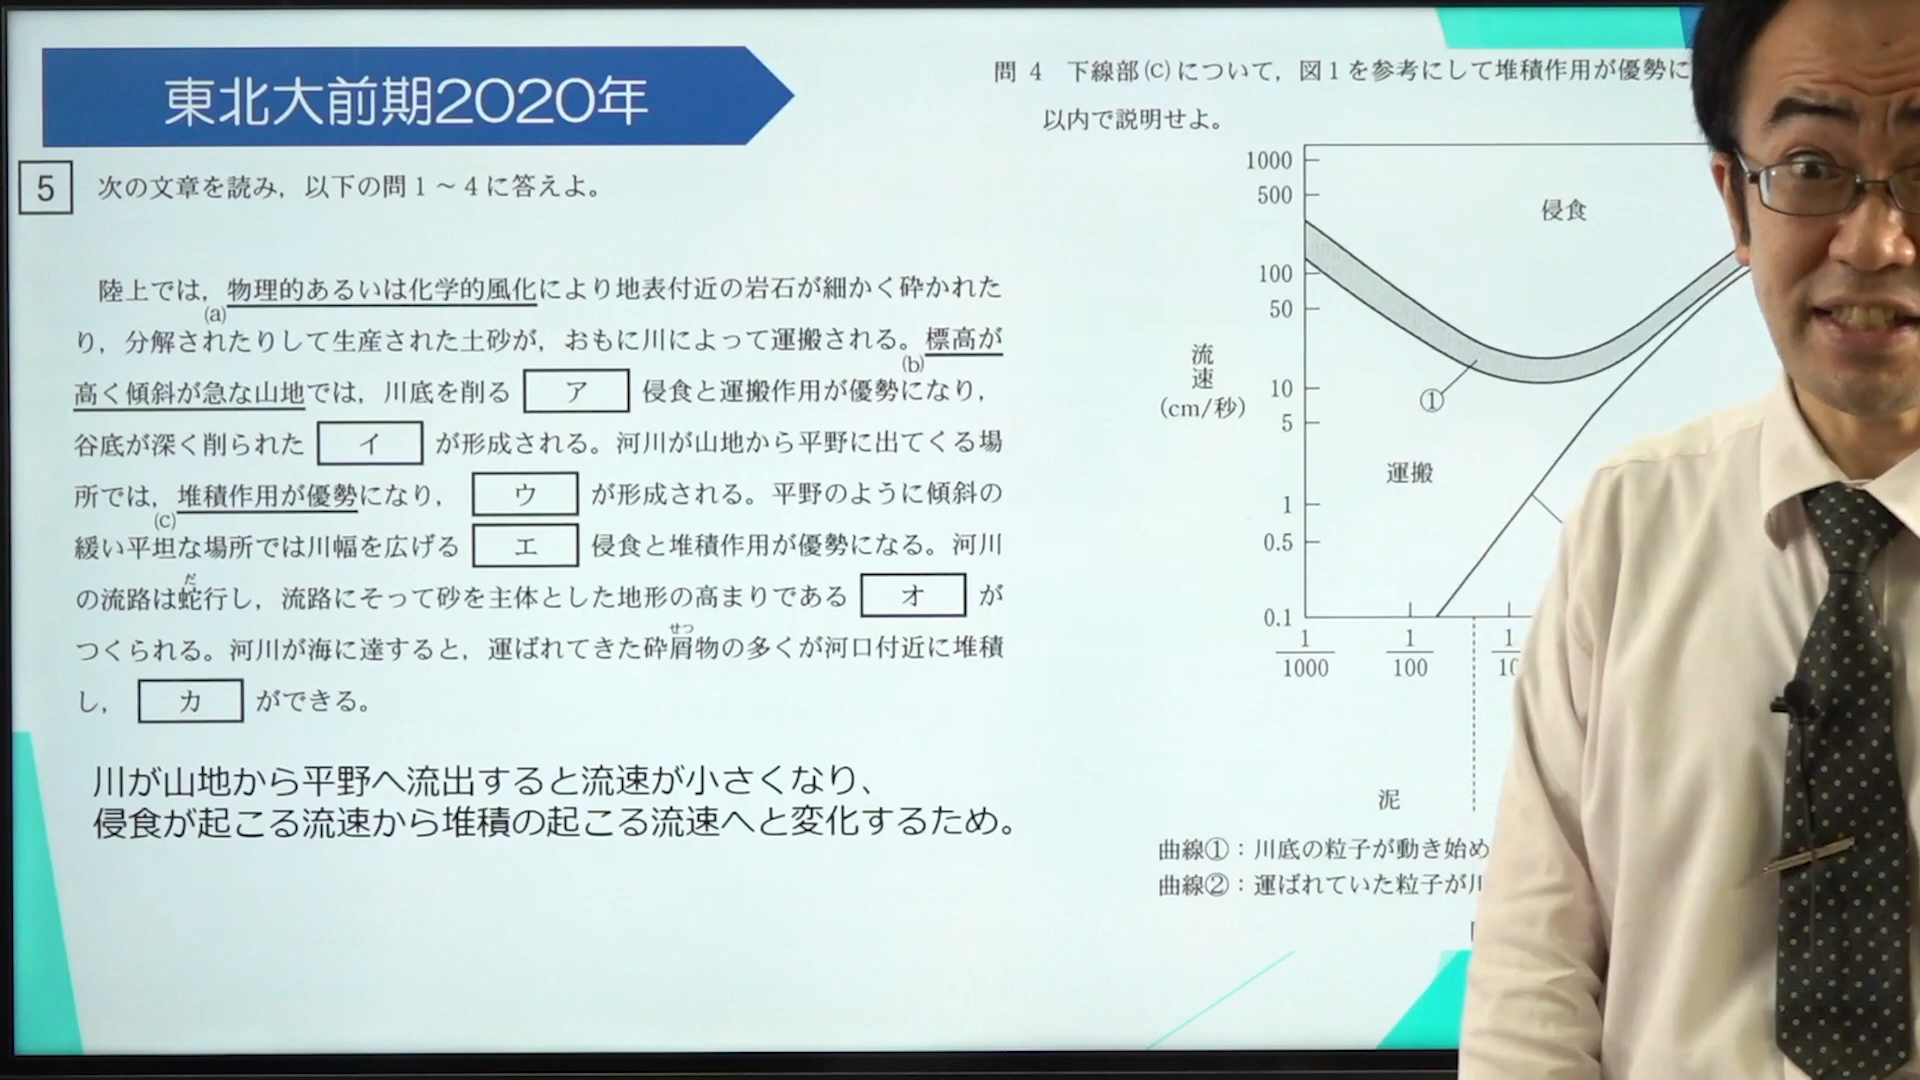 東北大前期2020年
5 次の文章を読み，以下の問1～4に答えよ。
陸上では，物理的あるいは化学的風化により地表付近の岩石が細かく砕かれた
(a)
り，分解されたりして生産された土砂が，おもに川によって運搬される。標高が
(b)
高く傾斜が急な山地では，川底を削る ア 侵食と運搬作用が優勢になり，
谷底が深く削られた イ が形成される。河川が山地から平野に出てくる場
所では，堆積作用が優勢になり， ウ が形成される。平野のように傾斜の
(c)
緩い平坦な場所では川幅を広げる エ 侵食と堆積作用が優勢になる。河川
だ
の流路は蛇行し，流路にそって砂を主体とした地形の高まりである オ が
せつ
つくられる。河川が海に達すると，運ばれてきた砕屑物の多くが河口付近に堆積
し， カ ができる。
川が山地から平野へ流出すると流速が小さくなり、
侵食が起こる流速から堆積の起こる流速へと変化するため。
問 4 下線部(c)について，図1を参考にして堆積作用が優勢に
以内で説明せよ。
1000
500
100
50
10
5
1
0.5
0.1
流速
(cm/秒)
侵食
①
運搬
1/1000
1/100
泥
曲線①：川底の粒子が動き始め
曲線②：運ばれていた粒子が川